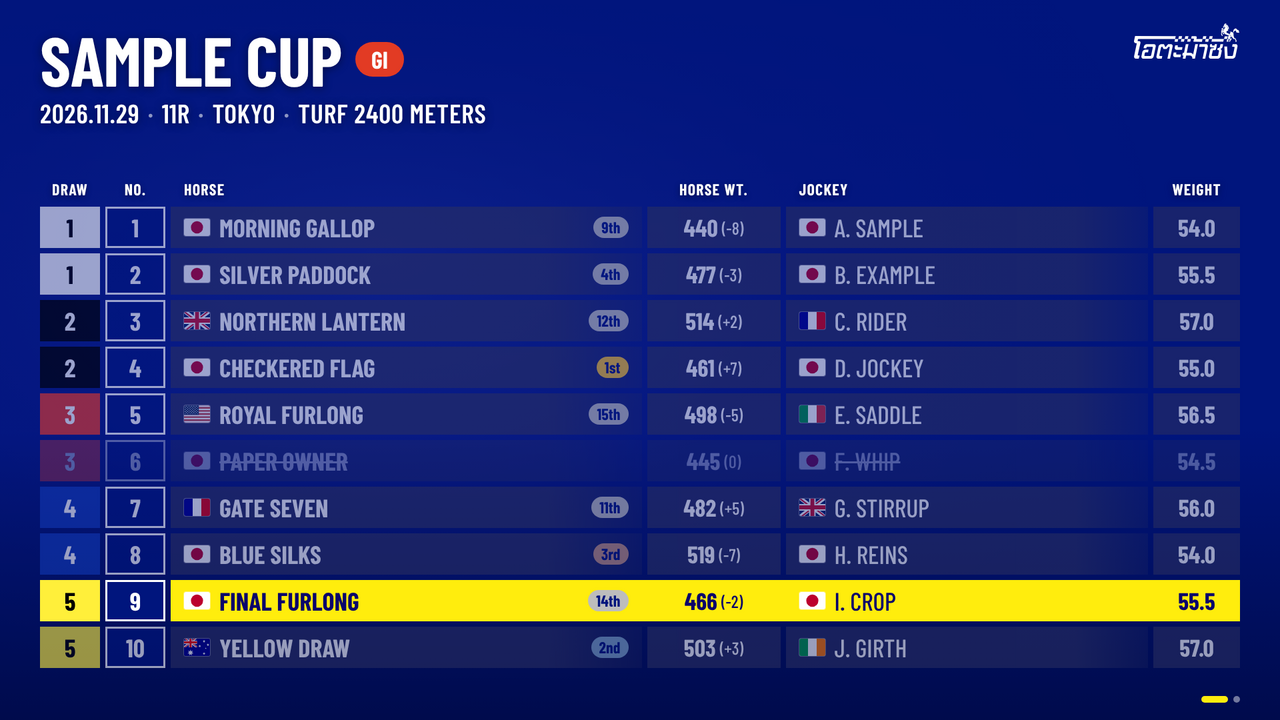 SAMPLE CUP GI
โอตะมาซิ่ง
2026.11.29 · 11R · TOKYO · TURF 2400 METERS
DRAW NO. HORSE HORSE WT. JOCKEY WEIGHT
1 1 MORNING GALLOP 9th 440 (-8) A. SAMPLE 54.0
1 2 SILVER PADDOCK 4th 477 (-3) B. EXAMPLE 55.5
2 3 NORTHERN LANTERN 12th 514 (+2) C. RIDER 57.0
2 4 CHECKERED FLAG 1st 461 (+7) D. JOCKEY 55.0
3 5 ROYAL FURLONG 15th 498 (-5) E. SADDLE 56.5
3 6 PAPER OWNER 445 (0) F. WHIP 54.5
4 7 GATE SEVEN 11th 482 (+5) G. STIRRUP 56.0
4 8 BLUE SILKS 3rd 519 (-7) H. REINS 54.0
5 9 FINAL FURLONG 14th 466 (-2) I. CROP 55.5
5 10 YELLOW DRAW 2nd 503 (+3) J. GIRTH 57.0